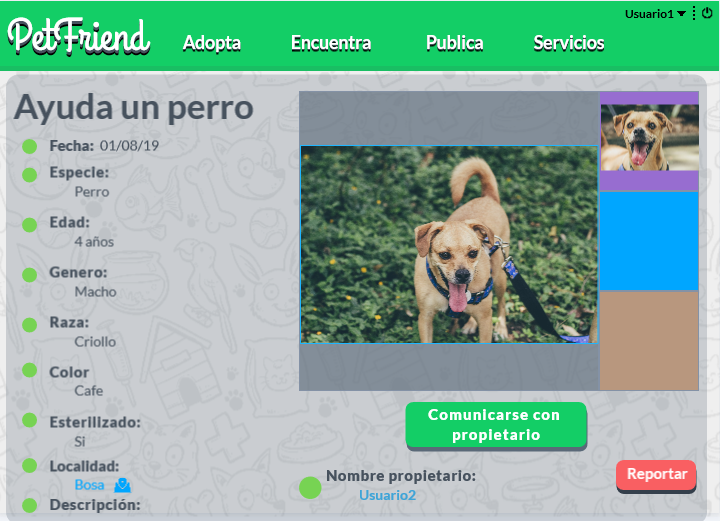 Usuario1
PetFriend
Adopta
Encuentra
Publica
Servicios
Ayuda un perro
Fecha: 01/08/19
Especie:
Perro
Edad:
4 años
Genero:
Macho
Raza:
Criollo
Color
Cafe
Esterilizado:
Si
Localidad:
Bosa
Descripción:
Comunicarse con
propietario
Nombre propietario:
Usuario2
Reportar